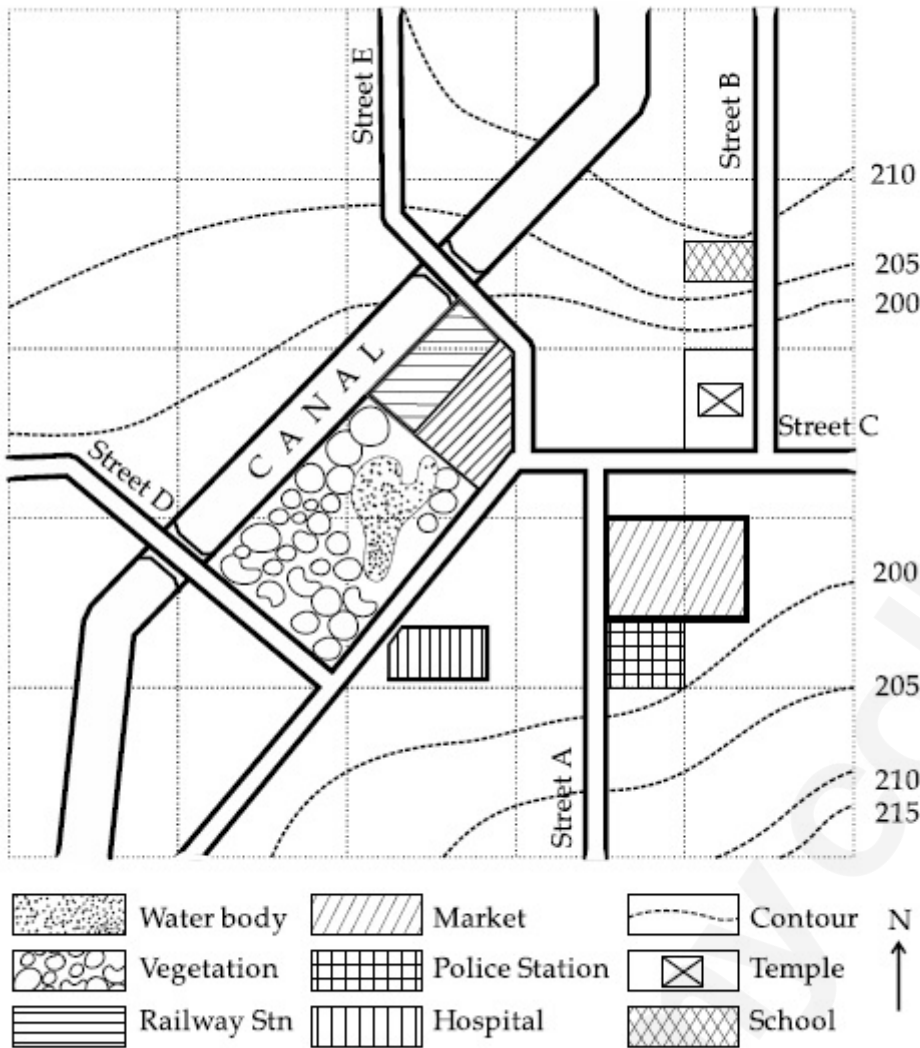 Street E
Street B
210
205
200
CANAL
Street C
Street D
200
205
210
215
Street A
Water body
Market
Contour
N
Vegetation
Police Station
Temple
Railway Stn
Hospital
School